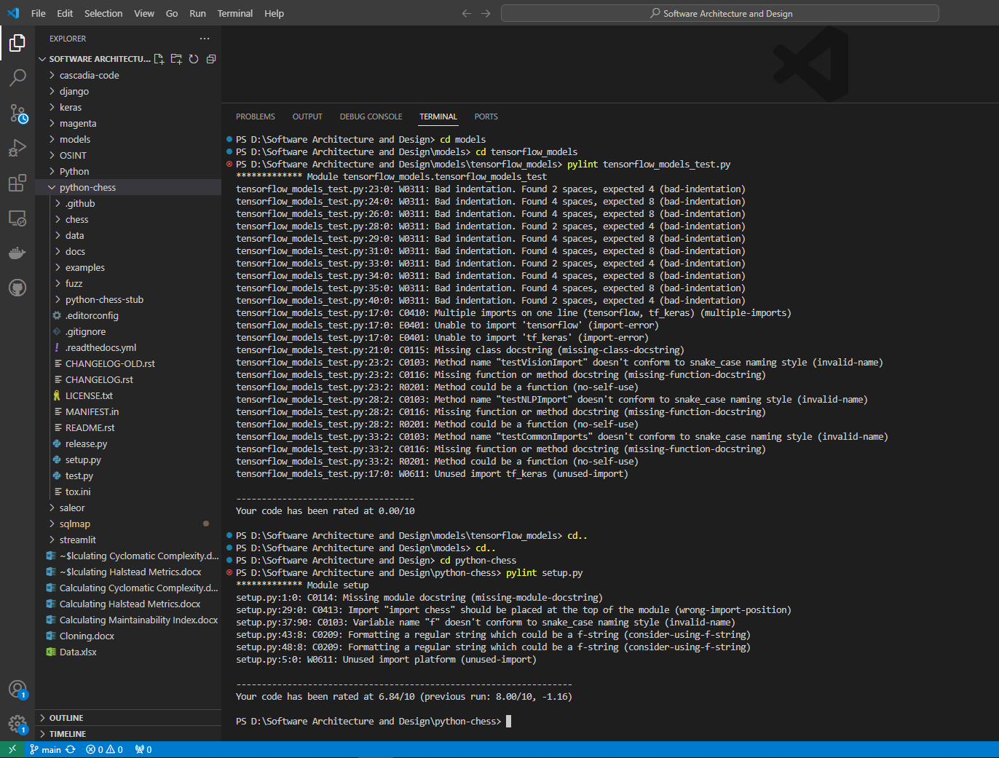 File Edit Selection View Go Run Terminal Help
Software Architecture and Design
EXPLORER
SOFTWARE ARCHITECTU...
cascadia-code
django
keras
magenta
models
OSINT
Python
python-chess
.github
chess
data
docs
examples
fuzz
python-chess-stub
.editorconfig
.gitignore
.readthedocs.yml
CHANGELOG-OLD.rst
CHANGELOG.rst
LICENSE.txt
MANIFEST.in
README.rst
release.py
setup.py
test.py
tox.ini
saleor
sqlmap
streamlit
~$lculating Cyclomatic Complexity.d...
~$lculating Halstead Metrics.docx
Calculating Cyclomatic Complexity.d...
Calculating Halstead Metrics.docx
Calculating Maintainability Index.docx
Cloning.docx
Data.xlsx
OUTLINE
TIMELINE
PROBLEMS OUTPUT DEBUG CONSOLE TERMINAL PORTS
PS D:\Software Architecture and Design> cd models
PS D:\Software Architecture and Design\models> cd tensorflow_models
PS D:\Software Architecture and Design\models\tensorflow_models> pylint tensorflow_models_test.py
************* Module tensorflow_models.tensorflow_models_test
tensorflow_models_test.py:23:0: W0311: Bad indentation. Found 2 spaces, expected 4 (bad-indentation)
tensorflow_models_test.py:24:0: W0311: Bad indentation. Found 4 spaces, expected 8 (bad-indentation)
tensorflow_models_test.py:26:0: W0311: Bad indentation. Found 4 spaces, expected 8 (bad-indentation)
tensorflow_models_test.py:28:0: W0311: Bad indentation. Found 2 spaces, expected 4 (bad-indentation)
tensorflow_models_test.py:29:0: W0311: Bad indentation. Found 4 spaces, expected 8 (bad-indentation)
tensorflow_models_test.py:31:0: W0311: Bad indentation. Found 4 spaces, expected 8 (bad-indentation)
tensorflow_models_test.py:33:0: W0311: Bad indentation. Found 2 spaces, expected 4 (bad-indentation)
tensorflow_models_test.py:34:0: W0311: Bad indentation. Found 4 spaces, expected 8 (bad-indentation)
tensorflow_models_test.py:35:0: W0311: Bad indentation. Found 4 spaces, expected 8 (bad-indentation)
tensorflow_models_test.py:40:0: W0311: Bad indentation. Found 2 spaces, expected 4 (bad-indentation)
tensorflow_models_test.py:17:0: C0410: Multiple imports on one line (tensorflow, tf_keras) (multiple-imports)
tensorflow_models_test.py:17:0: E0401: Unable to import 'tensorflow' (import-error)
tensorflow_models_test.py:17:0: E0401: Unable to import 'tf_keras' (import-error)
tensorflow_models_test.py:21:0: C0115: Missing class docstring (missing-class-docstring)
tensorflow_models_test.py:23:2: C0103: Method name "testVisionImport" doesn't conform to snake_case naming style (invalid-name)
tensorflow_models_test.py:23:2: C0116: Missing function or method docstring (missing-function-docstring)
tensorflow_models_test.py:23:2: R0201: Method could be a function (no-self-use)
tensorflow_models_test.py:28:2: C0103: Method name "testNLPImport" doesn't conform to snake_case naming style (invalid-name)
tensorflow_models_test.py:28:2: C0116: Missing function or method docstring (missing-function-docstring)
tensorflow_models_test.py:28:2: R0201: Method could be a function (no-self-use)
tensorflow_models_test.py:33:2: C0103: Method name "testCommonImports" doesn't conform to snake_case naming style (invalid-name)
tensorflow_models_test.py:33:2: C0116: Missing function or method docstring (missing-function-docstring)
tensorflow_models_test.py:33:2: R0201: Method could be a function (no-self-use)
tensorflow_models_test.py:17:0: W0611: Unused import tf_keras (unused-import)
-----------------------------------
Your code has been rated at 0.00/10
PS D:\Software Architecture and Design\models\tensorflow_models> cd..
PS D:\Software Architecture and Design\models> cd..
PS D:\Software Architecture and Design> cd python-chess
PS D:\Software Architecture and Design\python-chess> pylint setup.py
************* Module setup
setup.py:1:0: C0114: Missing module docstring (missing-module-docstring)
setup.py:29:0: C0413: Import "import chess" should be placed at the top of the module (wrong-import-position)
setup.py:37:90: C0103: Variable name "f" doesn't conform to snake_case naming style (invalid-name)
setup.py:43:8: C0209: Formatting a regular string which could be a f-string (consider-using-f-string)
setup.py:48:8: C0209: Formatting a regular string which could be a f-string (consider-using-f-string)
setup.py:5:0: W0611: Unused import platform (unused-import)
------------------------------------------------------------------
Your code has been rated at 6.84/10 (previous run: 8.00/10, -1.16)
PS D:\Software Architecture and Design\python-chess>
1
1
main 0 0 0